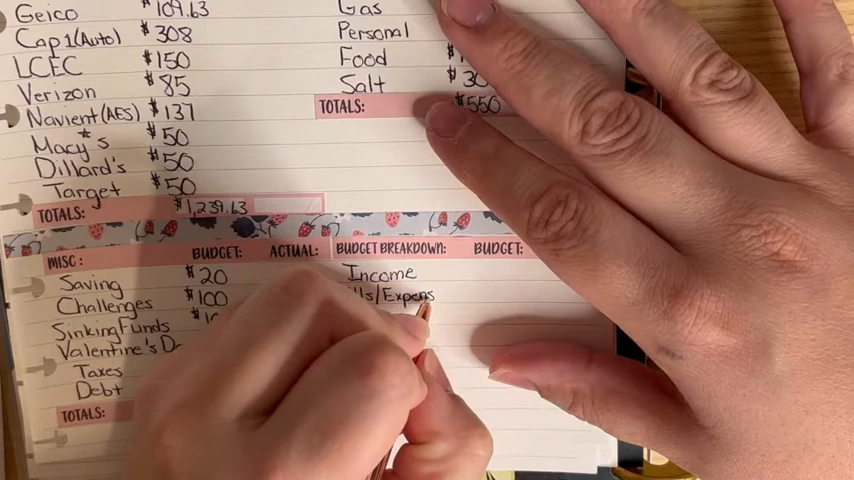 Geico $109.63
Cap1(Auto) $308
LCEC $150
Verizon $85
Navient(AES) $137
Macy*s $50
Dillard's $50
Target $50
TOTALS: $1,239.63
Gas
Personal
Food
Salt $30
TOTALS: $550
MISC: BUDGET: ACTUAL:
Saving $20
Challenges $100
Sinking Funds
Valentine's
Taxes
Debt
TOTALS:
BUDGET BREAKDOWN: BUDGET:
Income